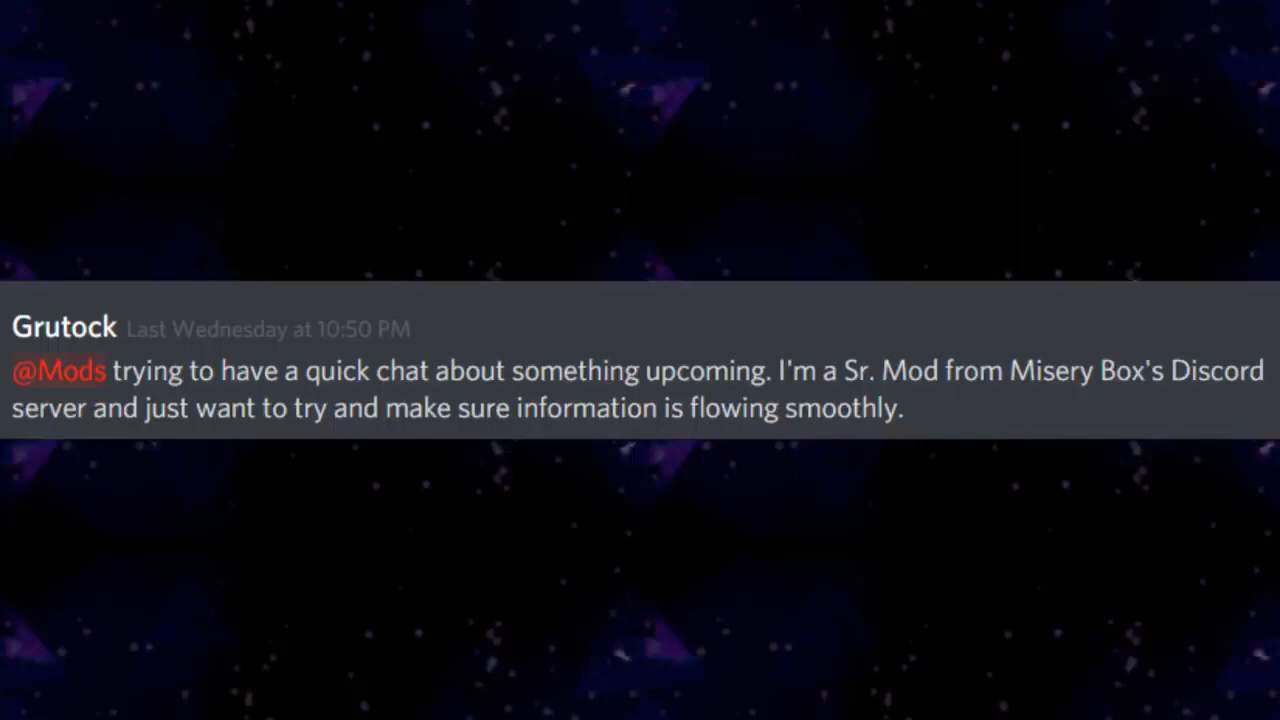 Grutock Last Wednesday at 10:50 PM
@Mods trying to have a quick chat about something upcoming. I'm a Sr. Mod from Misery Box's Discord
server and just want to try and make sure information is flowing smoothly.